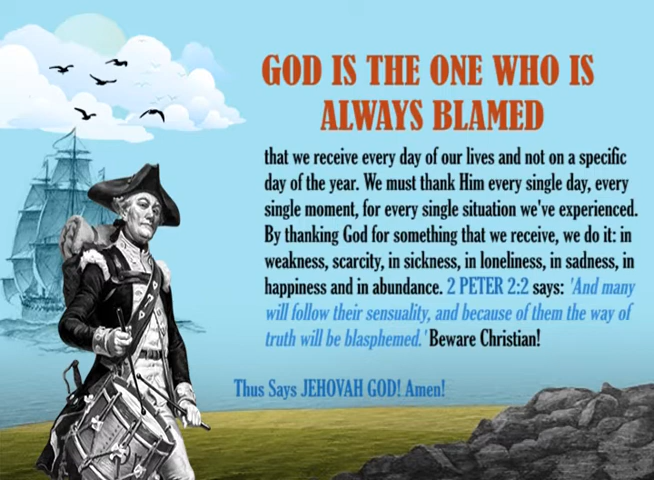 GOD IS THE ONE WHO IS
ALWAYS BLAMED
that we receive every day of our lives and not on a specific
day of the year. We must thank Him every single day, every
single moment, for every single situation we've experienced.
By thanking God for something that we receive, we do it: in
weakness, scarcity, in sickness, in loneliness, in sadness, in
happiness and in abundance. 2 PETER 2:2 says: 'And many
will follow their sensuality, and because of them the way of
truth will be blasphemed.' Beware Christian!
Thus Says JEHOVAH GOD! Amen!